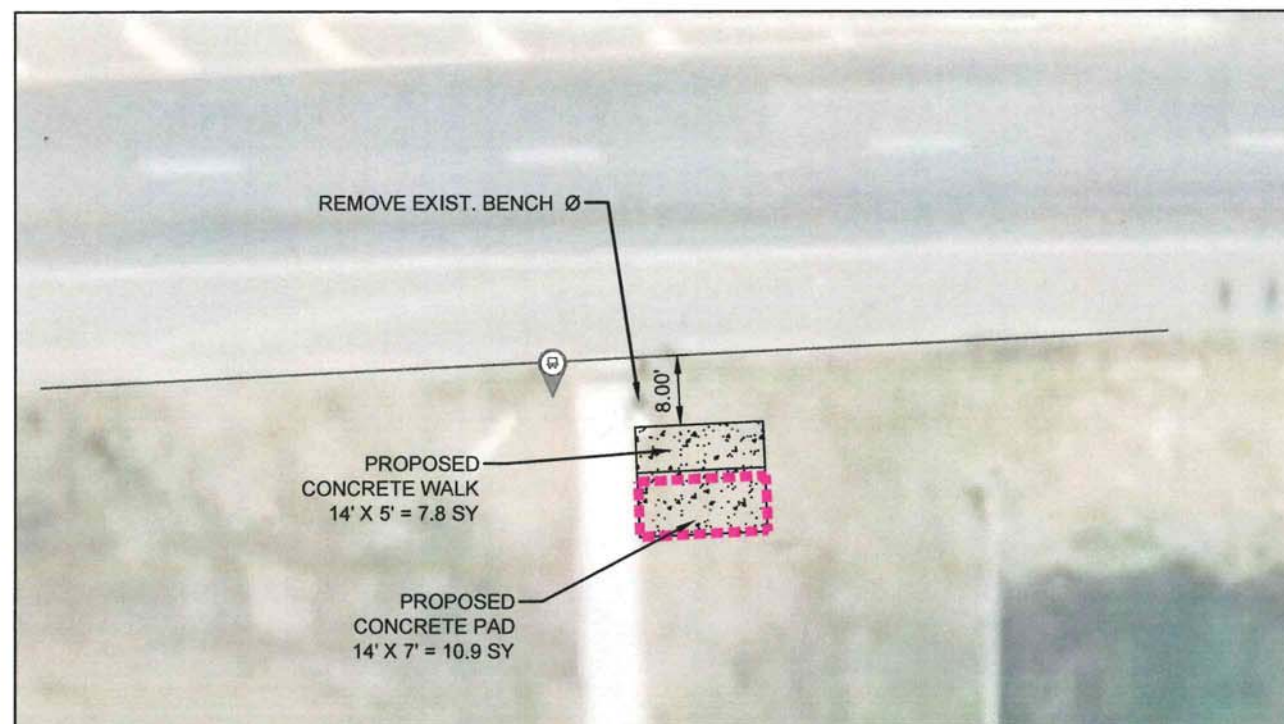 REMOVE EXIST. BENCH Ø
8.00'
PROPOSED
CONCRETE WALK
14' X 5' = 7.8 SY
PROPOSED
CONCRETE PAD
14' X 7' = 10.9 SY